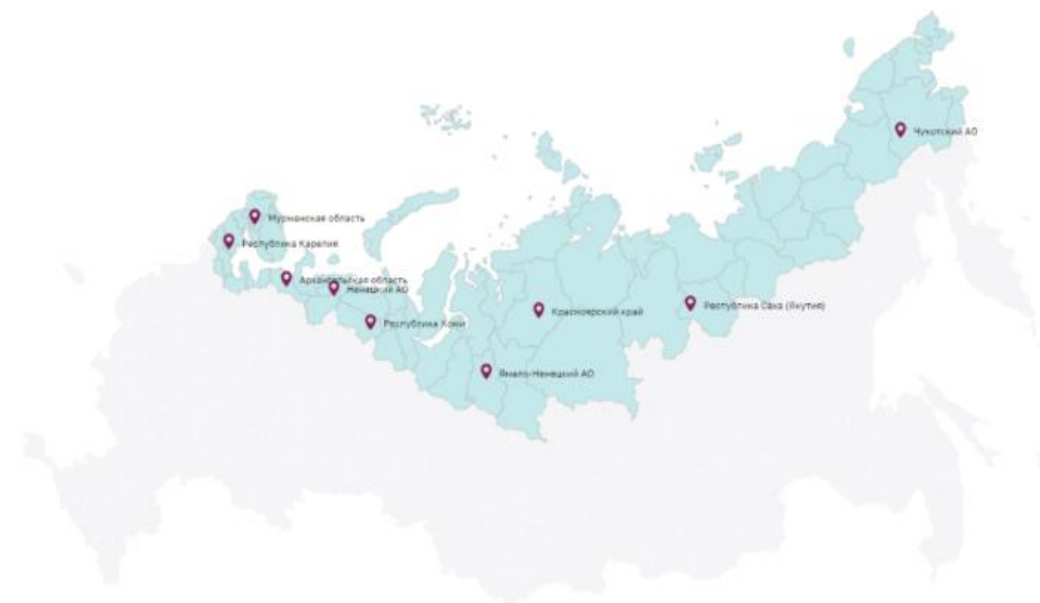 Чукотский АО
Мурманская область
Республика Карелия
Архангельская область
Ненецкий АО
Республика Саха (Якутия)
Красноярский край
Республика Коми
Ямало-Ненецкий АО